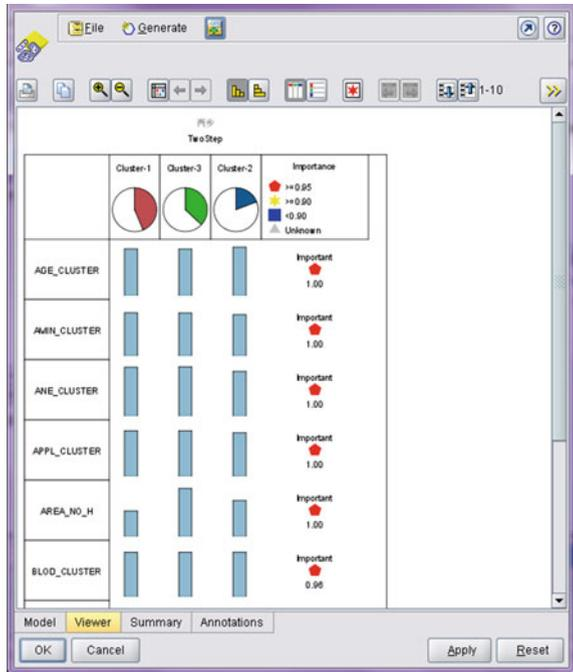 File Generate
1-10
两步
TwoStep
Cluster-1 Cluster-3 Cluster-2 Importance
>=0.95
>=0.90
<0.90
Unknown
AGE_CLUSTER Important
1.00
AMIN_CLUSTER Important
1.00
ANE_CLUSTER Important
1.00
APPL_CLUSTER Important
1.00
AREA_NO_H Important
1.00
BLOD_CLUSTER Important
0.96
Model Viewer Summary Annotations
OK Cancel Apply Reset